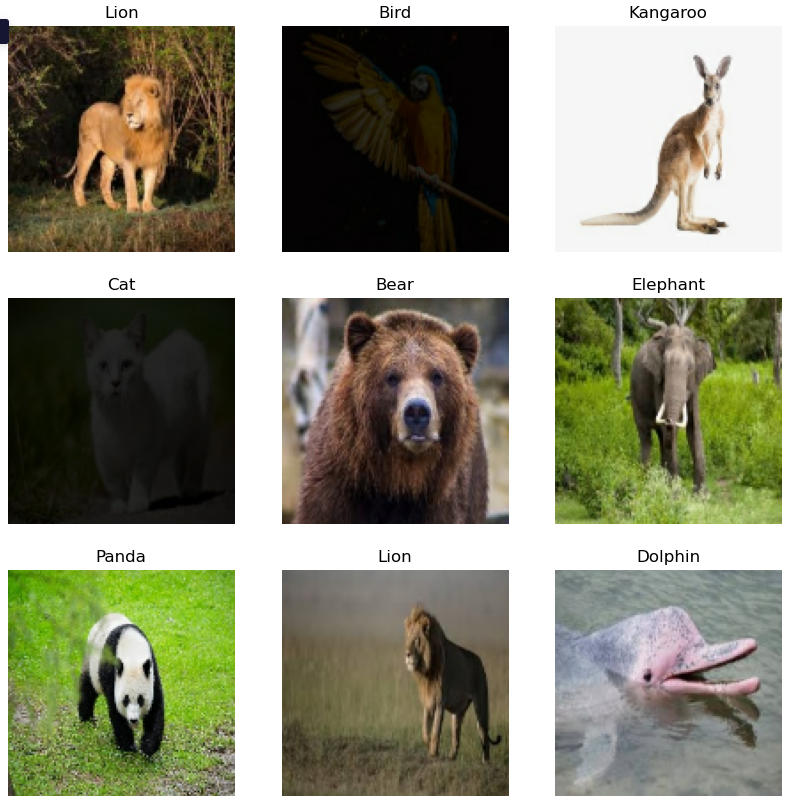 Lion
Bird
Kangaroo
Cat
Bear
Elephant
Panda
Lion
Dolphin